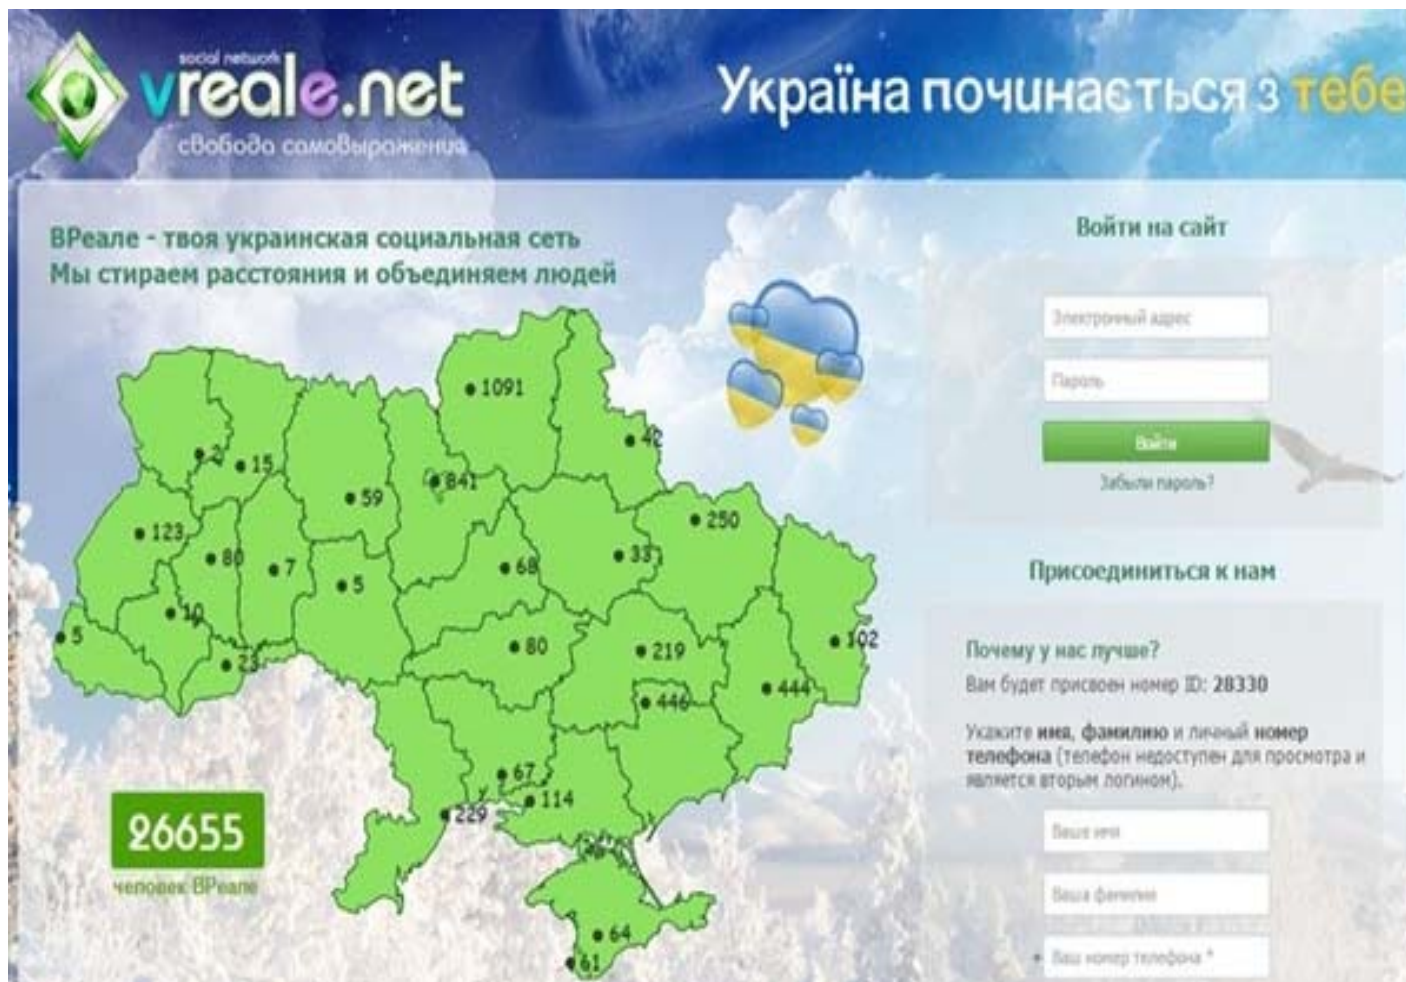 social network
vreale.net
свобода самовыражения
Україна починається з тебе
ВРеале - твоя украинская социальная сеть
Мы стираем расстояния и объединяем людей
1091
42
2
15
841
59
250
123
80
7
68
33
5
10
5
23
80
219
102
444
446
67
114
229
64
61
26655
человек ВРеале
Войти на сайт
Электронный адрес
Пароль
Войти
Забыли пароль?
Присоединиться к нам
Почему у нас лучше?
Вам будет присвоен номер ID: 28330
Укажите имя, фамилию и личный номер
телефона (телефон недоступен для просмотра и
является вторым логином).
Ваше имя
Ваша фамилия
Ваш номер телефона *